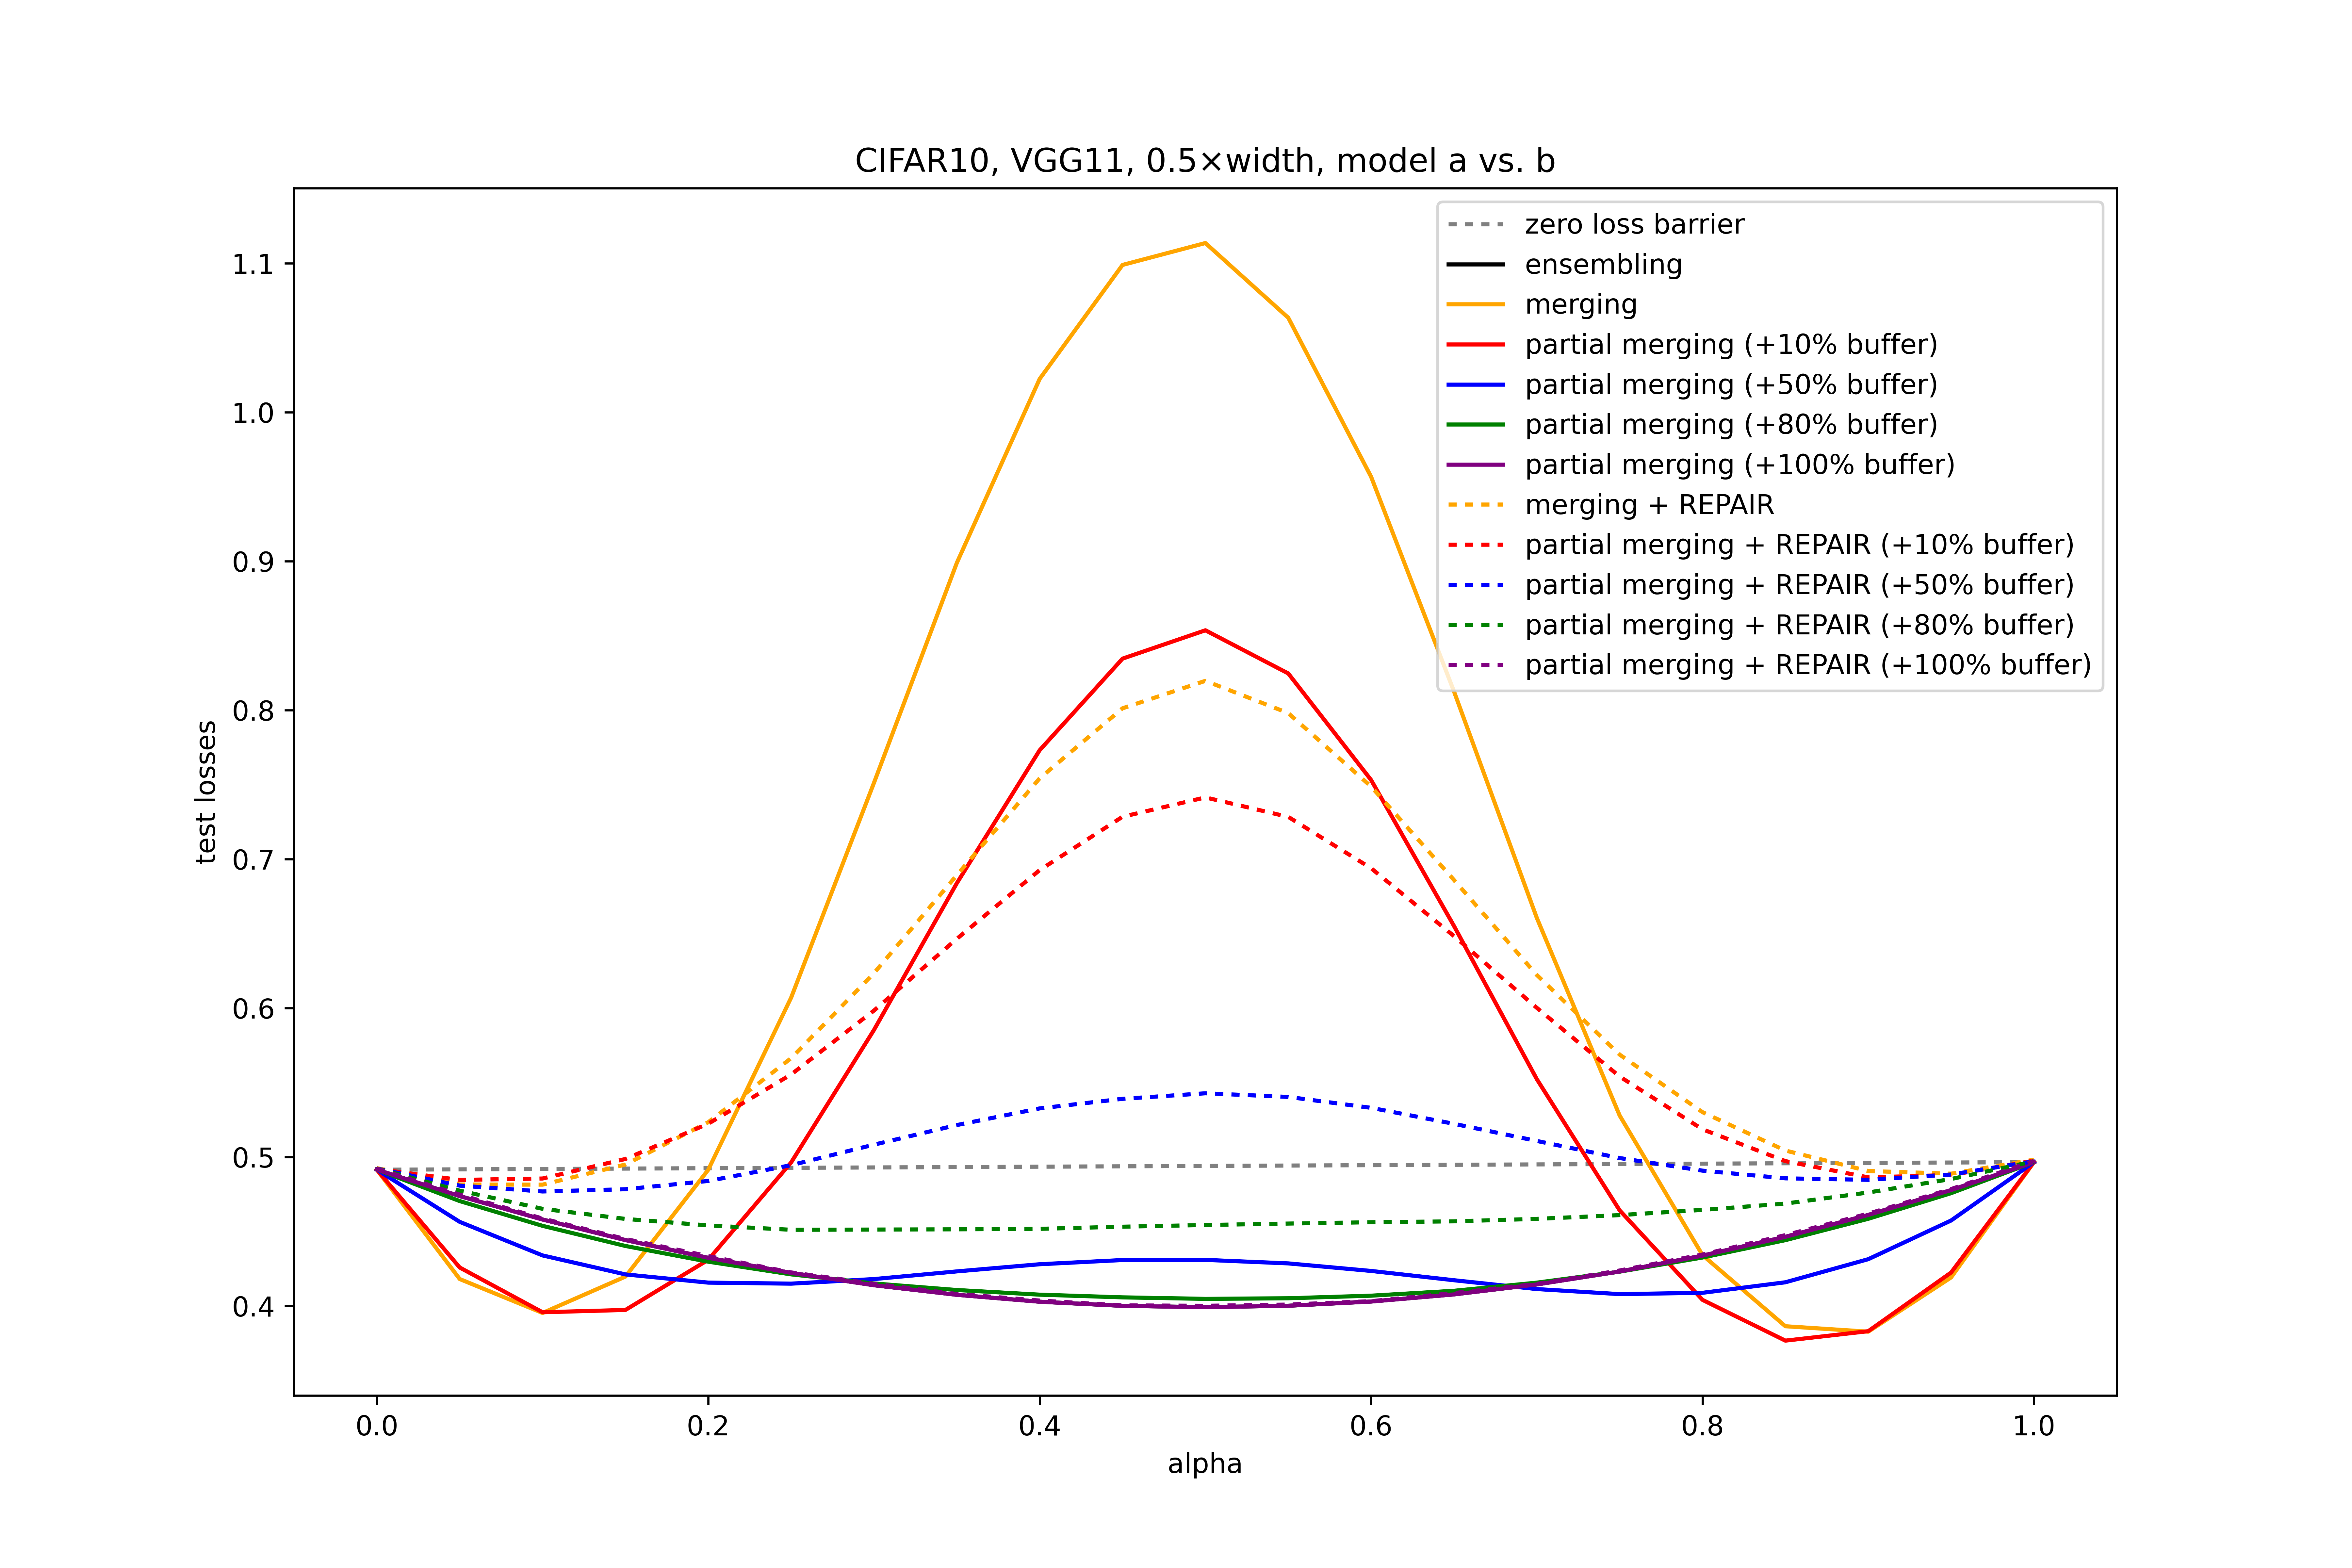 CIFAR10, VGG11, 0.5×width, model a vs. b
zero loss barrier
ensembling
merging
partial merging (+10% buffer)
partial merging (+50% buffer)
partial merging (+80% buffer)
partial merging (+100% buffer)
merging + REPAIR
partial merging + REPAIR (+10% buffer)
partial merging + REPAIR (+50% buffer)
partial merging + REPAIR (+80% buffer)
partial merging + REPAIR (+100% buffer)
test losses
1.1
1.0
0.9
0.8
0.7
0.6
0.5
0.4
0.0 0.2 0.4 0.6 0.8 1.0
alpha